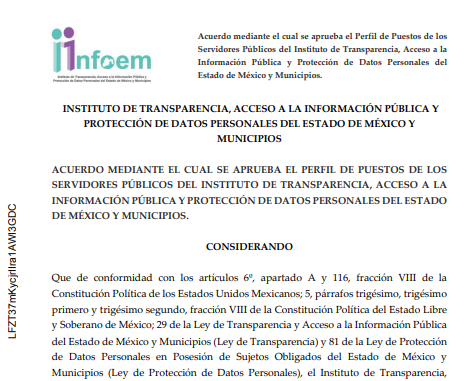 infoem
Instituto de Transparencia, Acceso a la Información Pública y
Protección de Datos Personales del Estado de México y Municipios
Acuerdo mediante el cual se aprueba el Perfil de Puestos de los
Servidores Públicos del Instituto de Transparencia, Acceso a la
Información Pública y Protección de Datos Personales del
Estado de México y Municipios.
INSTITUTO DE TRANSPARENCIA, ACCESO A LA INFORMACIÓN PÚBLICA Y
PROTECCIÓN DE DATOS PERSONALES DEL ESTADO DE MÉXICO Y
MUNICIPIOS
ACUERDO MEDIANTE EL CUAL SE APRUEBA EL PERFIL DE PUESTOS DE LOS
SERVIDORES PÚBLICOS DEL INSTITUTO DE TRANSPARENCIA, ACCESO A LA
INFORMACIÓN PÚBLICA Y PROTECCIÓN DE DATOS PERSONALES DEL ESTADO
DE MÉXICO Y MUNICIPIOS.
CONSIDERANDO
Que de conformidad con los artículos 6º, apartado A y 116, fracción VIII de la
Constitución Política de los Estados Unidos Mexicanos; 5, párrafos trigésimo, trigésimo
primero y trigésimo segundo, fracción VIII de la Constitución Política del Estado Libre
y Soberano de México; 29 de la Ley de Transparencia y Acceso a la Información Pública
del Estado de México y Municipios (Ley de Transparencia) y 81 de la Ley de Protección
de Datos Personales en Posesión de Sujetos Obligados del Estado de México y
Municipios (Ley de Protección de Datos Personales), el Instituto de Transparencia,